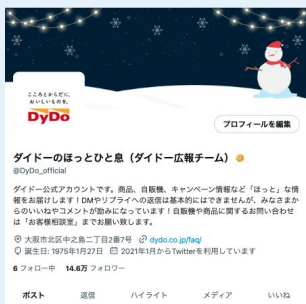 こころとからだに、
おいしいものを。
DyDo
プロフィールを編集
ダイドーのほっとひと息（ダイドー広報チーム）
@DyDo_official
ダイドー公式アカウントです。商品、自販機、キャンペーン情報など「ほっと」な情
報をお届けします！DMやリプライへの返信は基本的にはできませんが、みなさまか
らのいいねやコメントが励みになっています！自販機や商品に関するお問い合わせ
は「お客様相談室」までお願い致します。
大阪市北区中之島二丁目2番7号 dydo.co.jp/faq/
誕生日: 1975年1月27日 2021年1月からTwitterを利用しています
6 フォロー中 14.6万 フォロワー
ポスト 返信 ハイライト メディア いいね